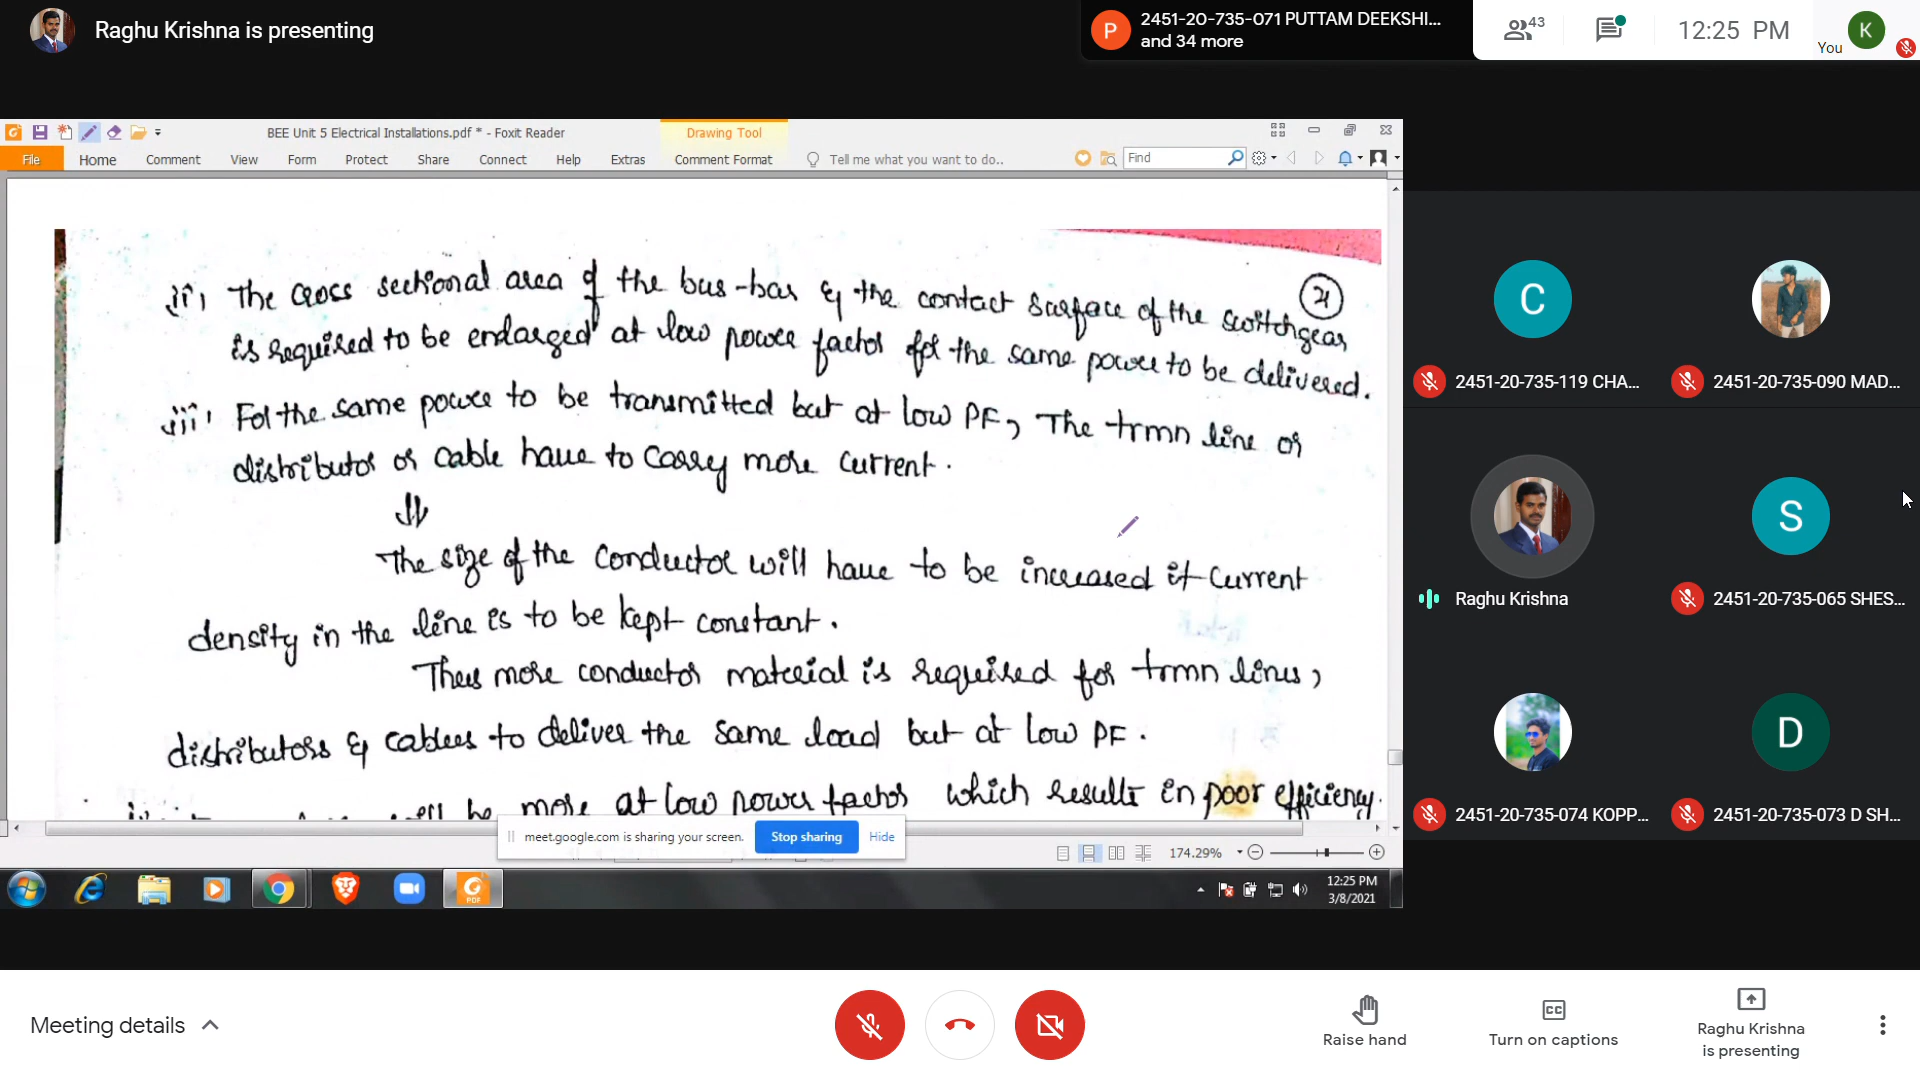 Raghu Krishna is presenting
P
2451-20-735-071 PUTTAM DEEKSHI...
and 34 more
43
12:25 PM
You
K
BEE Unit 5 Electrical Installations.pdf * - Foxit Reader
Drawing Tool
File
Home
Comment
View
Form
Protect
Share
Connect
Help
Extras
Comment Format
Tell me what you want to do..
Find
ii, The cross sectional area of the bus-bar & the contact surface of the switchgear
is required to be enlarged at low power factor for the same power to be delivered.
iii, For the same power to be transmitted but at low PF, The trmn line or
distributor or cable have to carry more current.
⇓
The size of the conductor will have to be increased if current
density in the line is to be kept constant.
Thus more conductor material is required for trmn lines,
distributors & cables to deliver the same load but at low PF.
be more at low power factor which results in poor efficiency.
meet.google.com is sharing your screen.
Stop sharing
Hide
174.29%
PDF
12:25 PM
3/8/2021
C
2451-20-735-119 CHA...
2451-20-735-090 MAD...
Raghu Krishna
S
2451-20-735-065 SHES...
2451-20-735-074 KOPP...
D
2451-20-735-073 D SH...
Meeting details
Raise hand
CC
Turn on captions
Raghu Krishna
is presenting